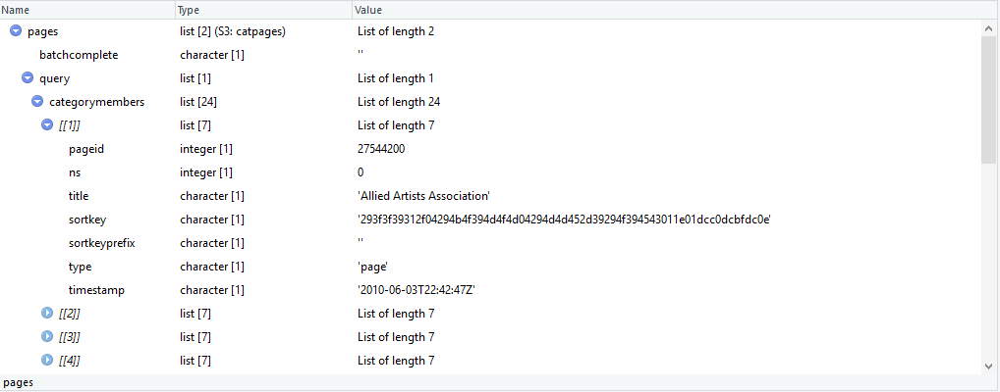 Name Type Value
pages list [2] (S3: catpages) List of length 2
batchcomplete character [1] ''
query list [1] List of length 1
categorymembers list [24] List of length 24
[[1]] list [7] List of length 7
pageid integer [1] 27544200
ns integer [1] 0
title character [1] 'Allied Artists Association'
sortkey character [1] '293f3f39312f04294b4f394d4f4d04294d4d452d39294f394543011e01dcc0dcbfdc0e'
sortkeyprefix character [1] ''
type character [1] 'page'
timestamp character [1] '2010-06-03T22:42:47Z'
[[2]] list [7] List of length 7
[[3]] list [7] List of length 7
[[4]] list [7] List of length 7
pages